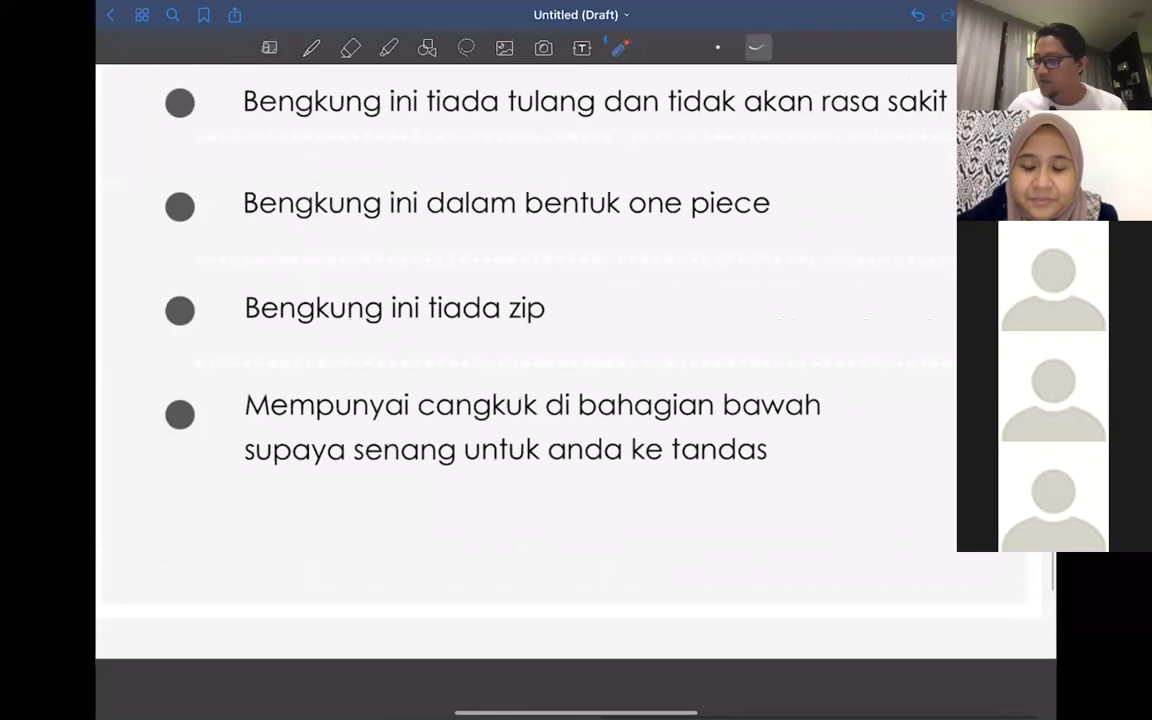 Untitled (Draft)
T
Bengkung ini tiada tulang dan tidak akan rasa sakit
Bengkung ini dalam bentuk one piece
Bengkung ini tiada zip
Mempunyai cangkuk di bahagian bawah
supaya senang untuk anda ke tandas